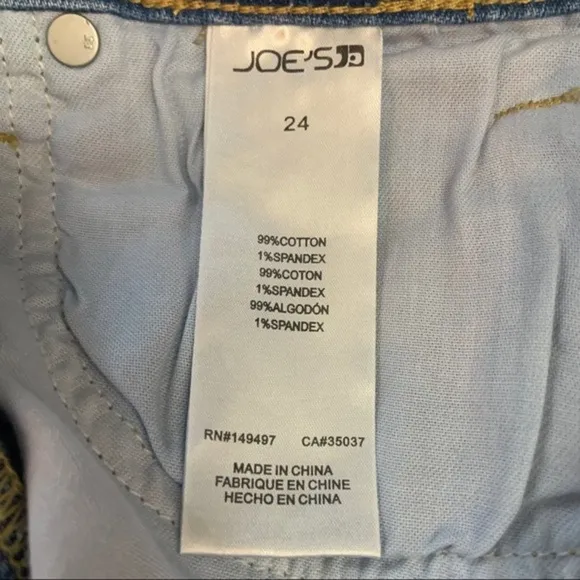 JOE'S
24
99%COTTON
1%SPANDEX
99%COTON
1%SPANDEX
99%ALGODÓN
1%SPANDEX
RN#149497 CA#35037
MADE IN CHINA
FABRIQUE EN CHINE
HECHO EN CHINA